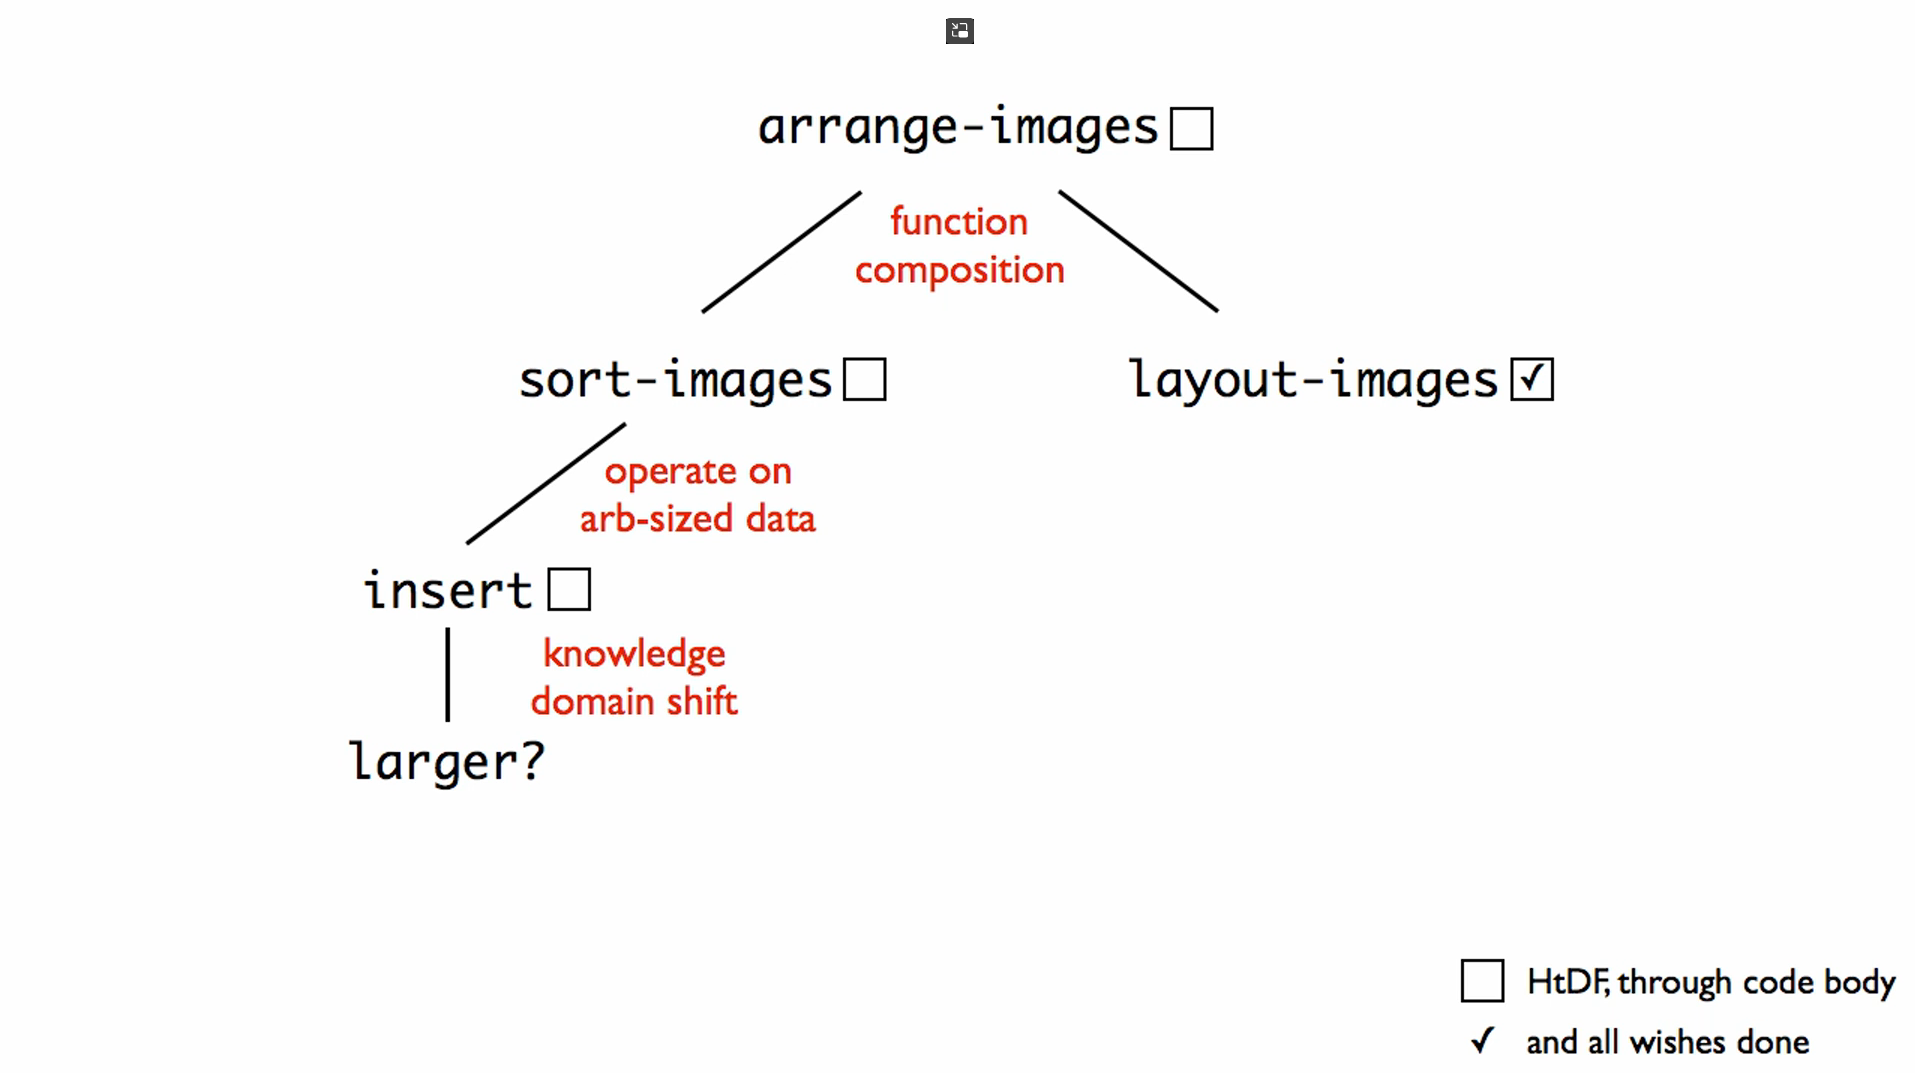 arrange-images
function
composition
sort-images
layout-images ✓
operate on
arb-sized data
insert
knowledge
domain shift
larger?
HtDF, through code body
✓ and all wishes done